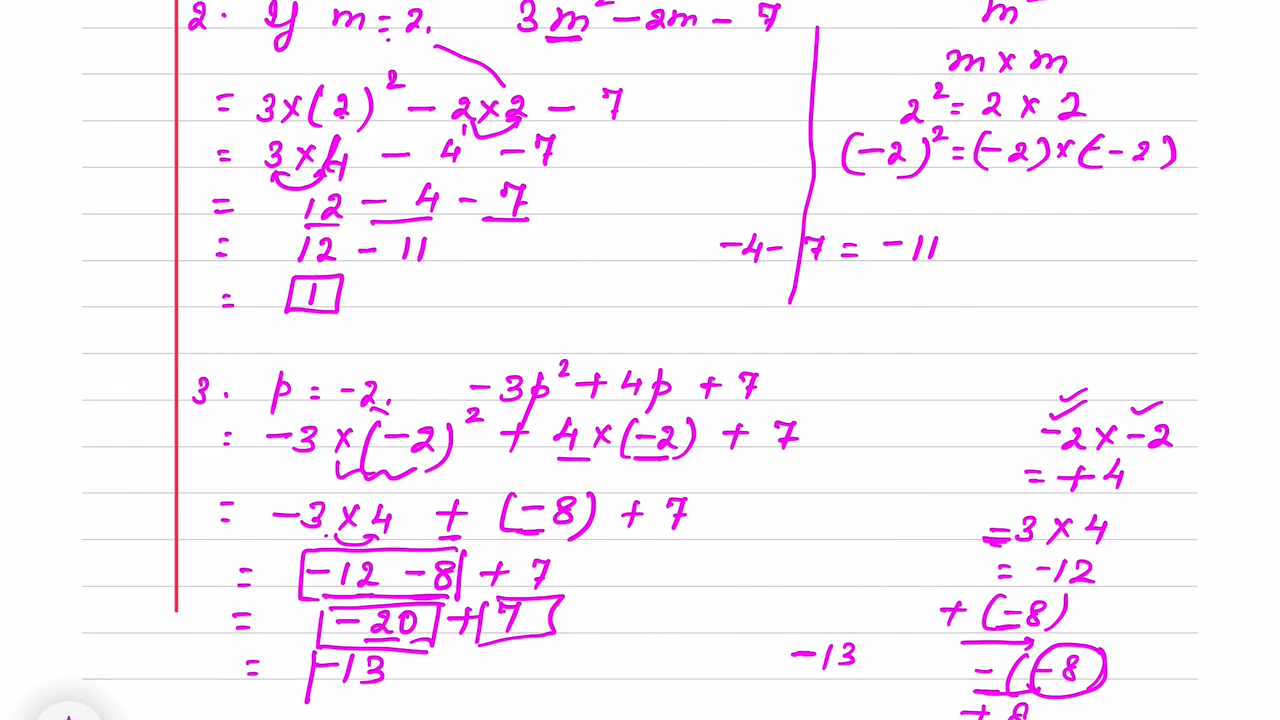 2. If m = 2. 3m² - 2m - 7
= 3×(2)² - 2×2 - 7
= 3×4 - 4 - 7
= 12 - 4 - 7
= 12 - 11
= 1
m²
m × m
2² = 2 × 2
(-2)² = (-2)×(-2)
-4 - 7 = -11
3. p = -2. -3p² + 4p + 7
= -3×(-2)² + 4×(-2) + 7
= -3×4 + (-8) + 7
= -12 - 8 + 7
= -20 + 7
= -13
-13
-2 × -2
= +4
-3 × 4
= -12
+ (-8)
- (-8)
+ 8